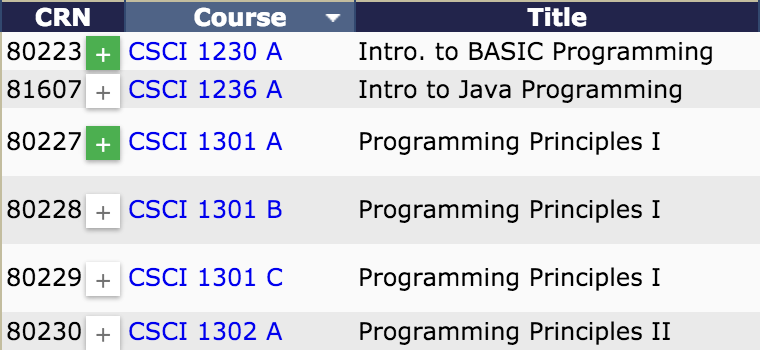 CRN Course Title
80223 + CSCI 1230 A Intro. to BASIC Programming
81607 + CSCI 1236 A Intro to Java Programming
80227 + CSCI 1301 A Programming Principles I
80228 + CSCI 1301 B Programming Principles I
80229 + CSCI 1301 C Programming Principles I
80230 + CSCI 1302 A Programming Principles II